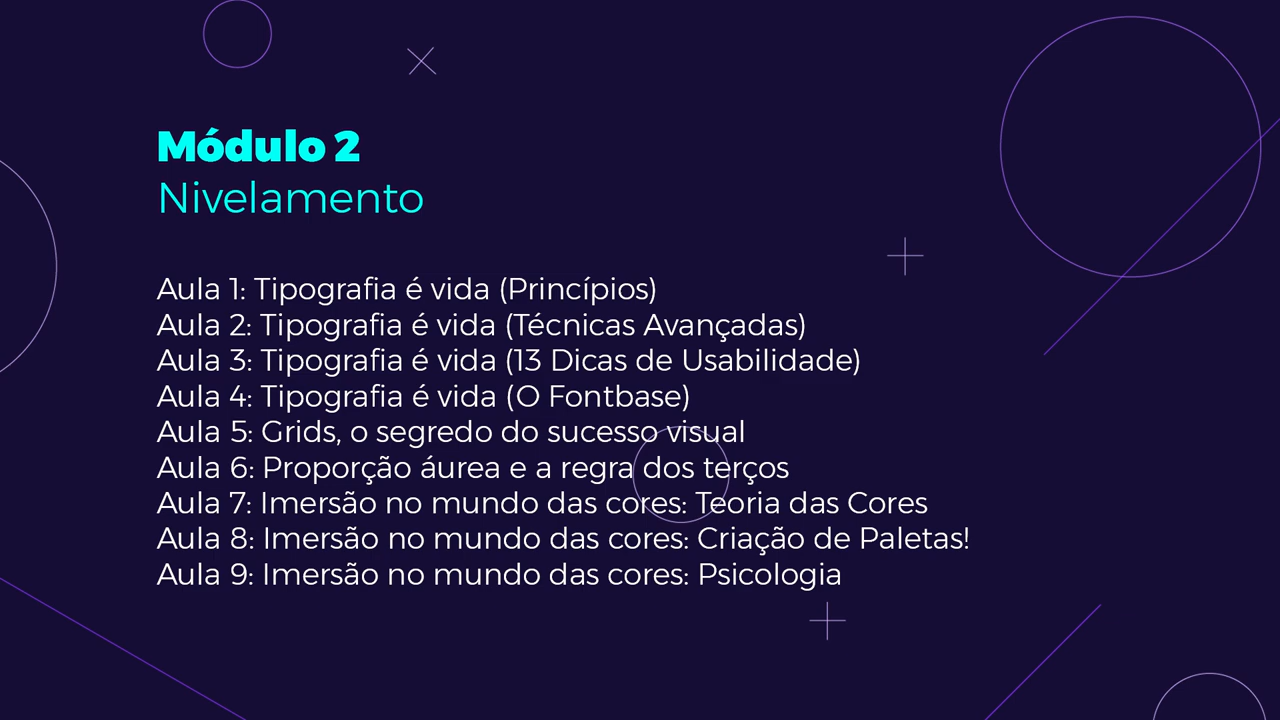 Módulo 2
Nivelamento
Aula 1: Tipografia é vida (Princípios)
Aula 2: Tipografia é vida (Técnicas Avançadas)
Aula 3: Tipografia é vida (13 Dicas de Usabilidade)
Aula 4: Tipografia é vida (O Fontbase)
Aula 5: Grids, o segredo do sucesso visual
Aula 6: Proporção áurea e a regra dos terços
Aula 7: Imersão no mundo das cores: Teoria das Cores
Aula 8: Imersão no mundo das cores: Criação de Paletas!
Aula 9: Imersão no mundo das cores: Psicologia